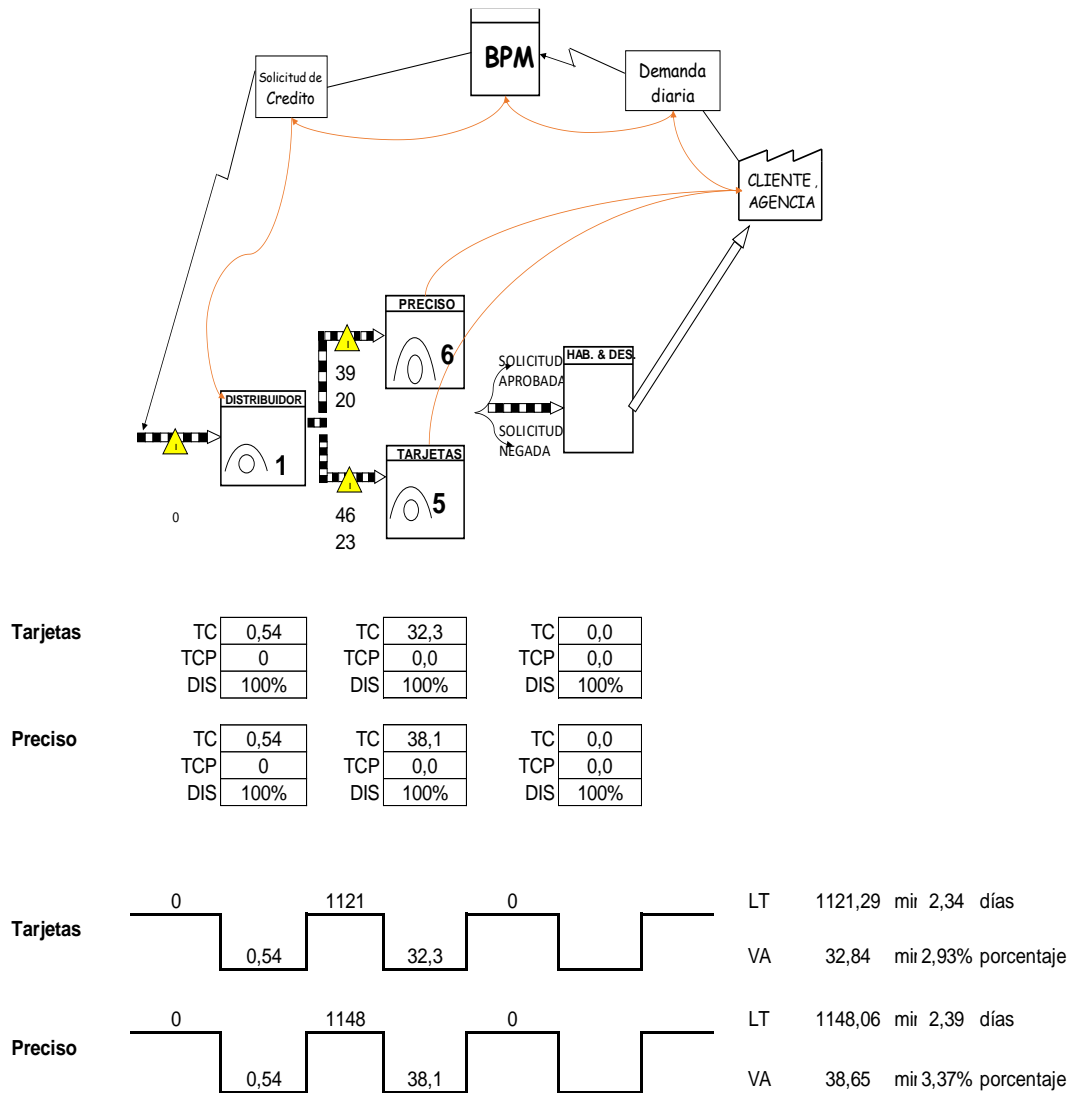 BPM
Solicitud de
Credito
Demanda
diaria
CLIENTE ,
AGENCIA
PRECISO
6
I
39
20
SOLICITUD
APROBADA
HAB. & DES.
DISTRIBUIDOR
1
I
0
SOLICITUD
NEGADA
TARJETAS
5
I
46
23
Tarjetas
TC 0,54 TC 32,3 TC 0,0
TCP 0 TCP 0,0 TCP 0,0
DIS 100% DIS 100% DIS 100%
Preciso
TC 0,54 TC 38,1 TC 0,0
TCP 0 TCP 0,0 TCP 0,0
DIS 100% DIS 100% DIS 100%
Tarjetas
0 1121 0 LT 1121,29 min 2,34 días
0,54 32,3 VA 32,84 min 2,93% porcentaje
Preciso
0 1148 0 LT 1148,06 min 2,39 días
0,54 38,1 VA 38,65 min 3,37% porcentaje